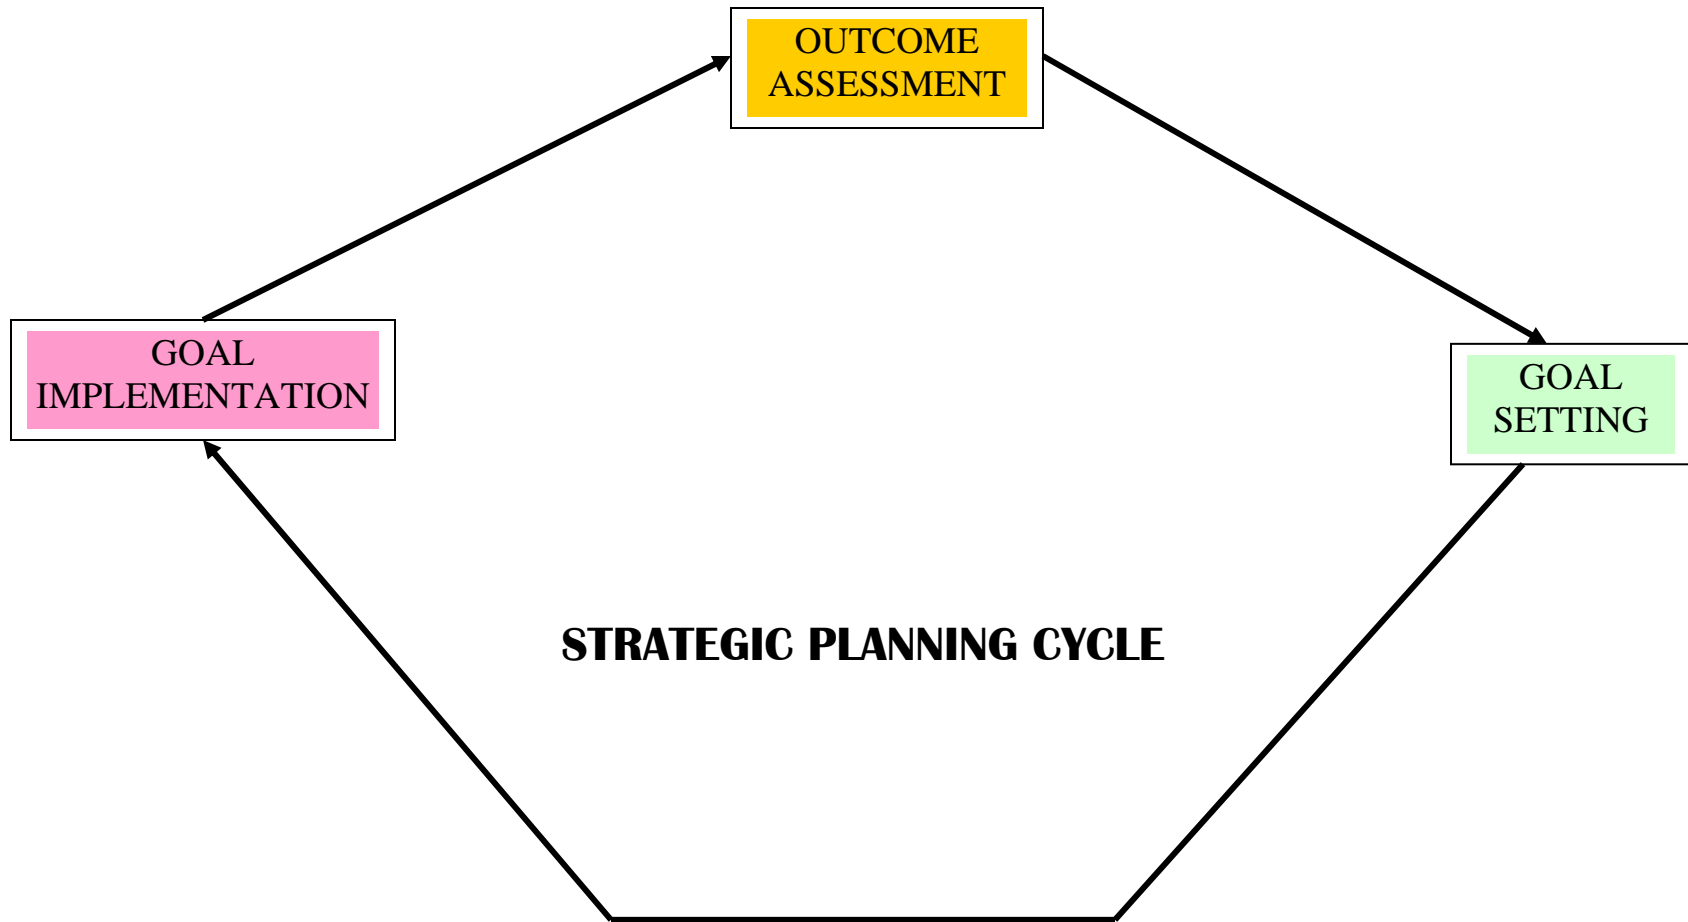 OUTCOME
ASSESSMENT
GOAL
IMPLEMENTATION
GOAL
SETTING
STRATEGIC PLANNING CYCLE